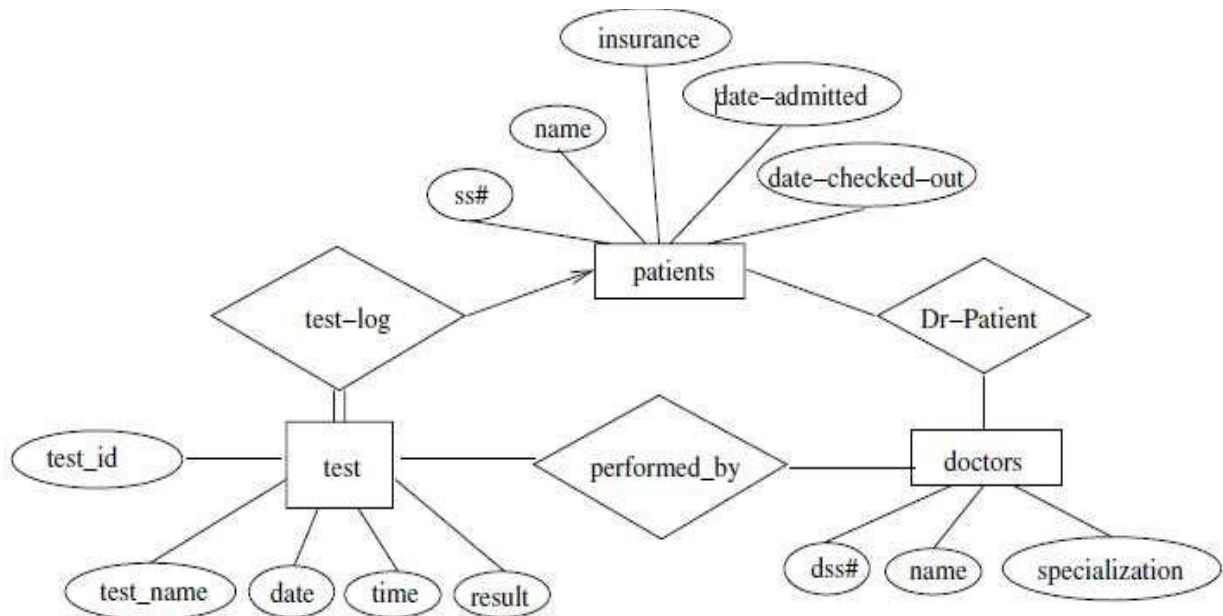 insurance
date-admitted
name
date-checked-out
ss#
patients
test-log
Dr-Patient
test_id
test
performed_by
doctors
test_name
date
time
result
dss#
name
specialization